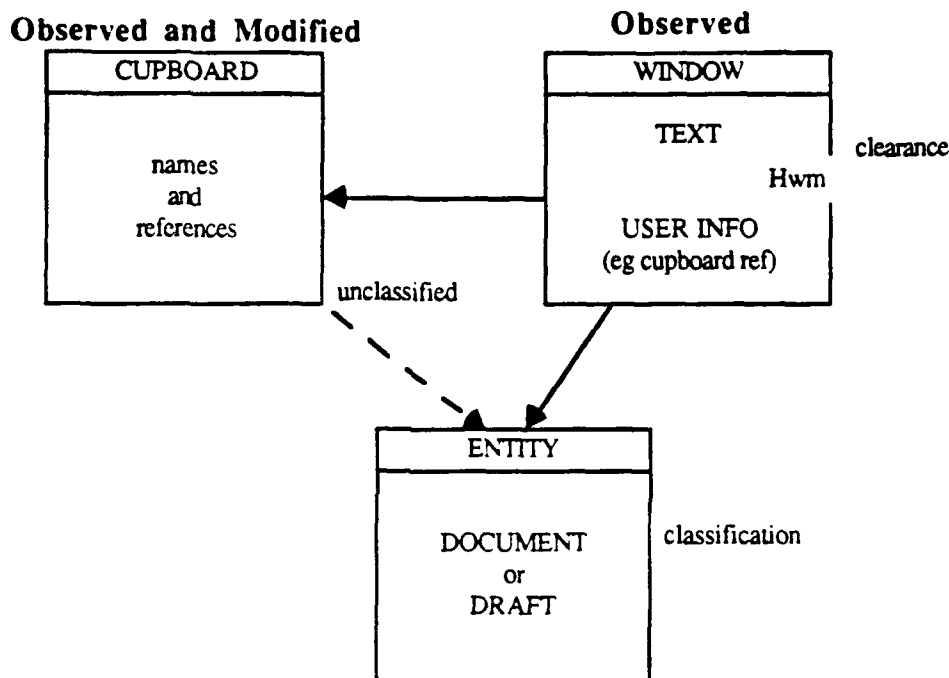 Observed and Modified
Observed
CUPBOARD
WINDOW
names
and
references
TEXT
Hwm
clearance
USER INFO
(eg cupboard ref)
unclassified
ENTITY
DOCUMENT
or
DRAFT
classification